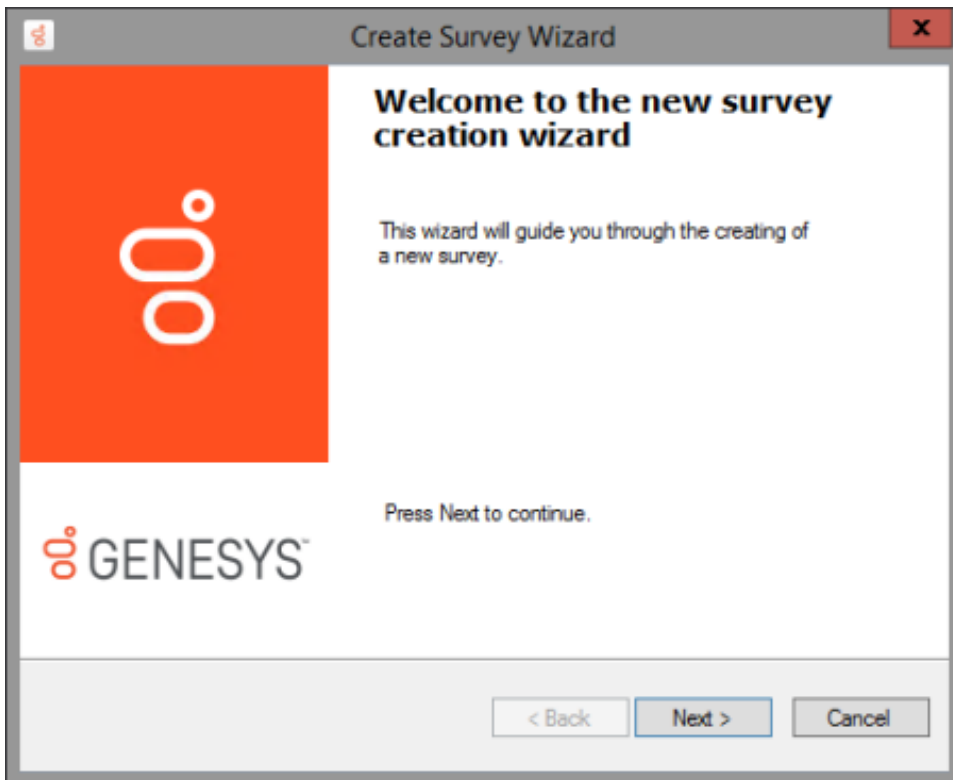 Create Survey Wizard
x
Welcome to the new survey
creation wizard
This wizard will guide you through the creating of
a new survey.
Press Next to continue.
GENESYS™
< Back
Next >
Cancel